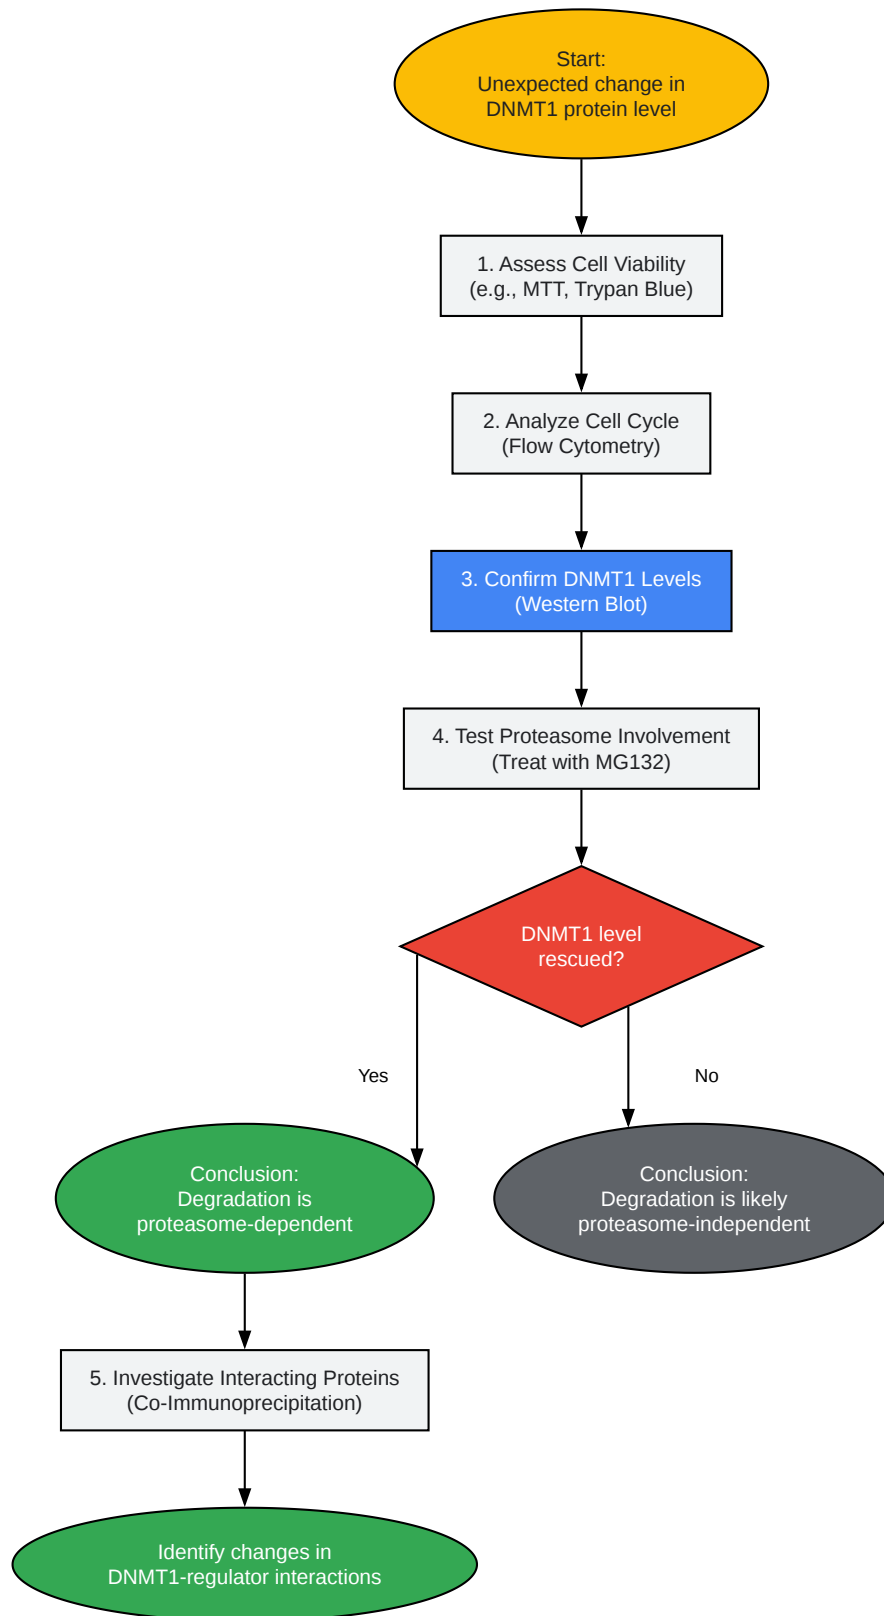 Start:
Unexpected change in
DNMT1 protein level
1. Assess Cell Viability
(e.g., MTT, Trypan Blue)
2. Analyze Cell Cycle
(Flow Cytometry)
3. Confirm DNMT1 Levels
(Western Blot)
4. Test Proteasome Involvement
(Treat with MG132)
DNMT1 level
rescued?
Yes
No
Conclusion:
Degradation is
proteasome-dependent
Conclusion:
Degradation is likely
proteasome-independent
5. Investigate Interacting Proteins
(Co-Immunoprecipitation)
Identify changes in
DNMT1-regulator interactions